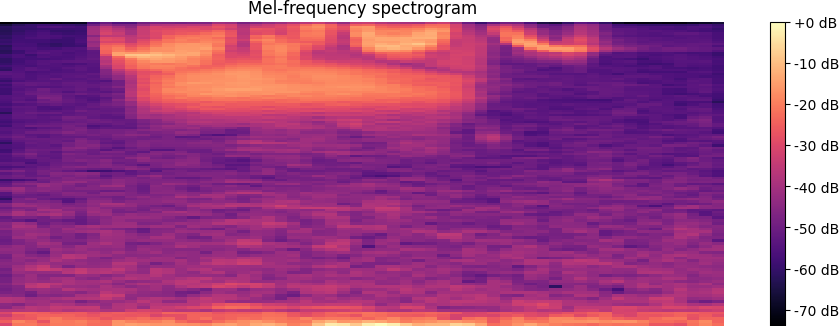 Mel-frequency spectrogram
+0 dB
-10 dB
-20 dB
-30 dB
-40 dB
-50 dB
-60 dB
-70 dB